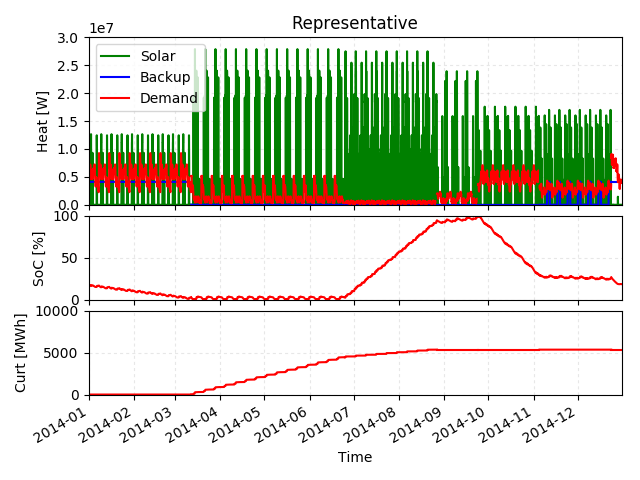 Representative
1e7
3.0
2.5
2.0
1.5
1.0
0.5
0.0
Heat [W]
Solar
Backup
Demand
100
50
0
SoC [%]
10000
5000
0
Curt [MWh]
2014-01
2014-02
2014-03
2014-04
2014-05
2014-06
2014-07
2014-08
2014-09
2014-10
2014-11
2014-12
Time